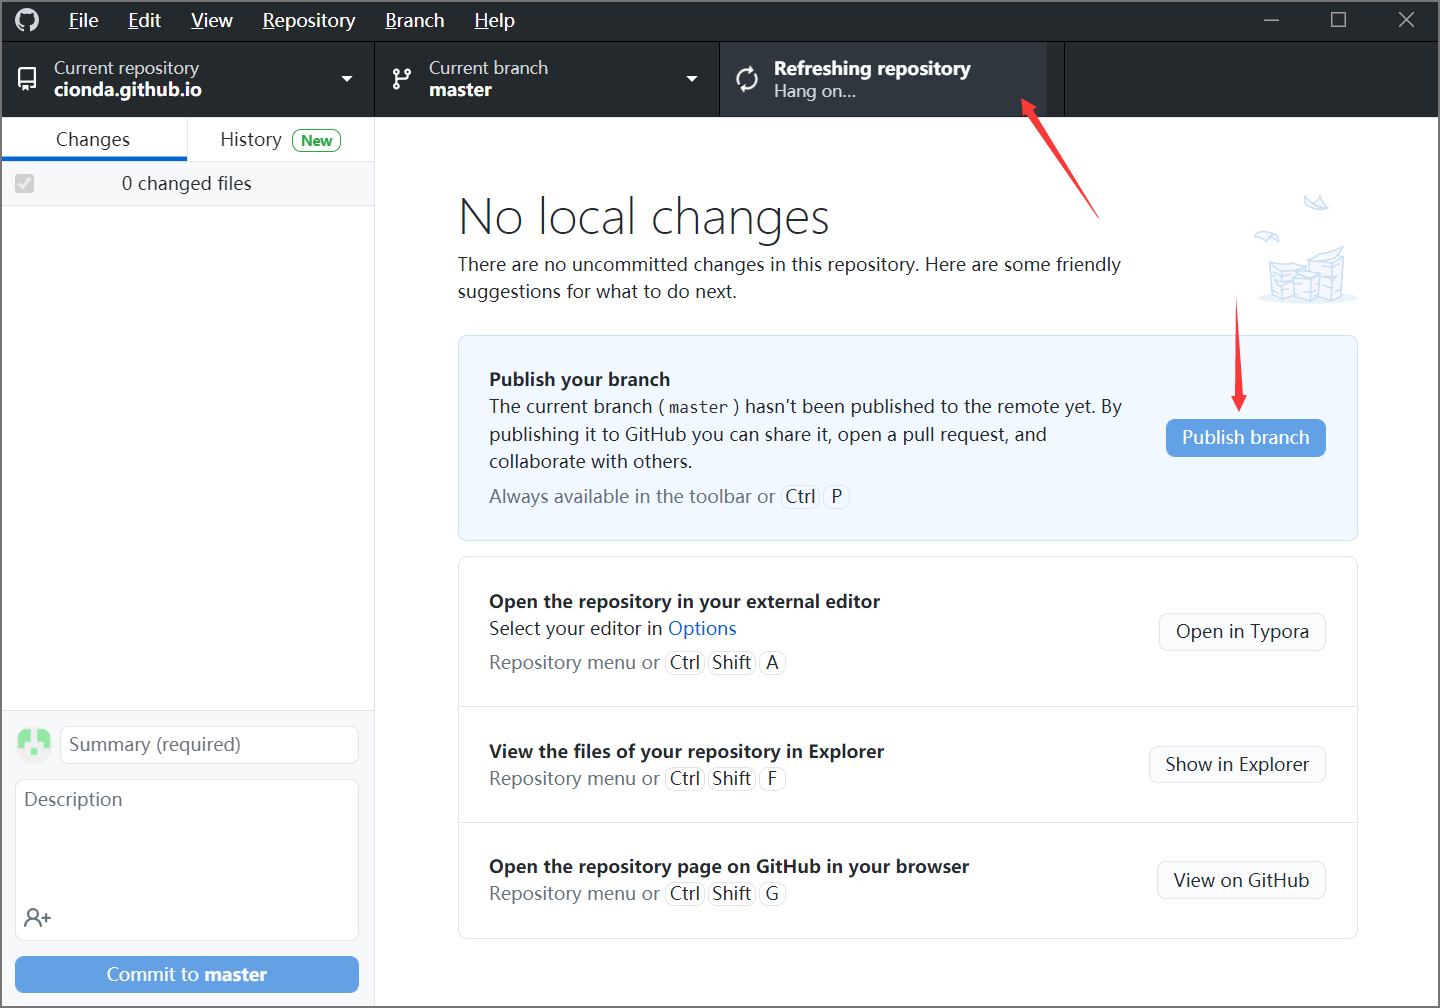 File Edit View Repository Branch Help
Current repository
cionda.github.io
Current branch
master
Refreshing repository
Hang on...
Changes
History New
0 changed files
No local changes
There are no uncommitted changes in this repository. Here are some friendly
suggestions for what to do next.
Publish your branch
The current branch (master) hasn't been published to the remote yet. By
publishing it to GitHub you can share it, open a pull request, and
collaborate with others.
Always available in the toolbar or Ctrl P
Publish branch
Open the repository in your external editor
Select your editor in Options
Repository menu or Ctrl Shift A
Open in Typora
View the files of your repository in Explorer
Repository menu or Ctrl Shift F
Show in Explorer
Open the repository page on GitHub in your browser
Repository menu or Ctrl Shift G
View on GitHub
Summary (required)
Description
Commit to master